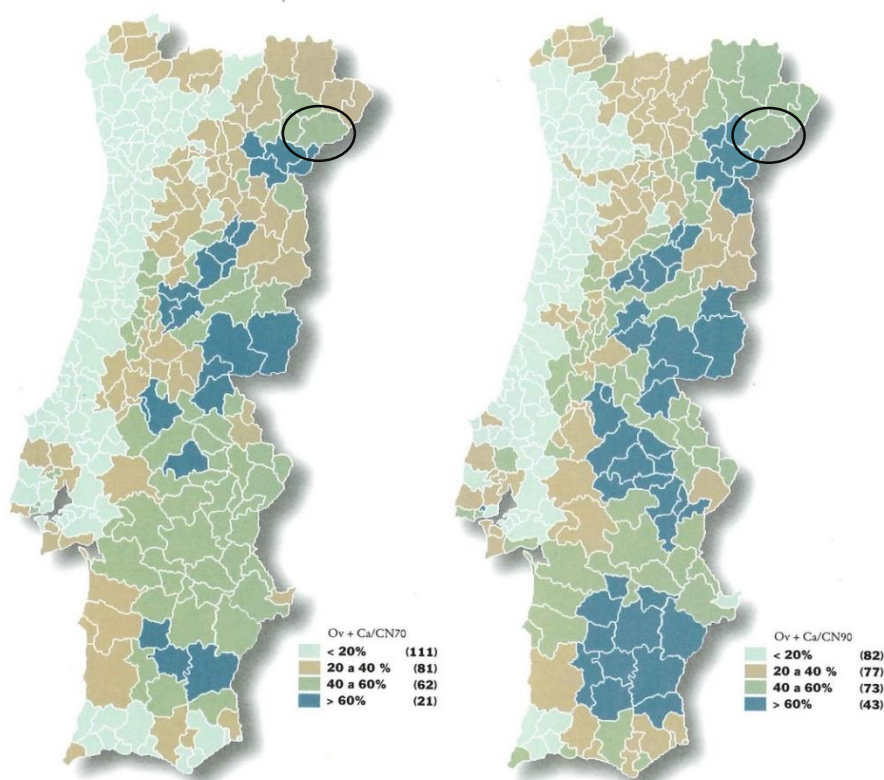 Ov + Ca/CN70
< 20% (111)
20 a 40 % (81)
40 a 60% (62)
> 60% (21)
Ov + Ca/CN90
< 20% (82)
20 a 40 % (77)
40 a 60% (73)
> 60% (43)